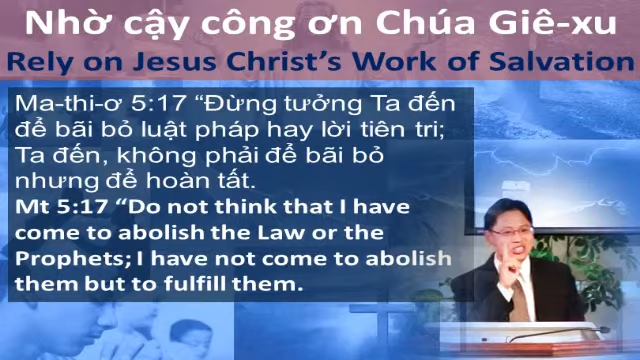 Nhờ cậy công ơn Chúa Giê-xu
Rely on Jesus Christ's Work of Salvation
Ma-thi-ơ 5:17 “Đừng tưởng Ta đến
để bãi bỏ luật pháp hay lời tiên tri;
Ta đến, không phải để bãi bỏ
nhưng để hoàn tất.
Mt 5:17 “Do not think that I have
come to abolish the Law or the
Prophets; I have not come to abolish
them but to fulfill them.